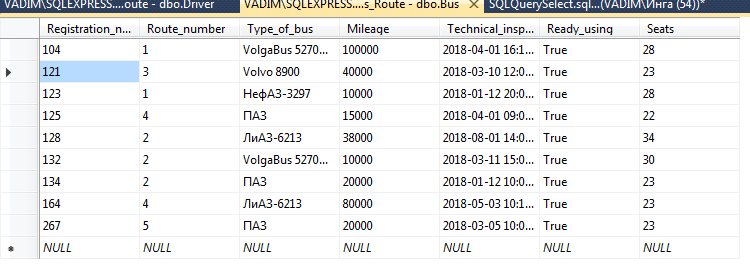 VADIM\SQLEXPRESS....oute - dbo.Driver VADIM\SQLEXPRESS....s_Route - dbo.Bus SQLQuerySelect.sql...(VADIM\Инга (54))*
Registration_n... Route_number Type_of_bus Mileage Technical_insp... Ready_using Seats
104 1 VolgaBus 5270... 100000 2018-04-01 16:1... True 28
121 3 Volvo 8900 40000 2018-03-10 12:0... True 23
123 1 НефАЗ-3297 10000 2018-01-12 20:0... True 28
125 4 ПАЗ 15000 2018-04-01 09:0... True 22
128 2 ЛиАЗ-6213 38000 2018-08-01 14:0... True 34
132 2 VolgaBus 5270... 10000 2018-03-11 15:0... True 30
134 2 ПАЗ 20000 2018-01-12 10:0... True 23
164 4 ЛиАЗ-6213 80000 2018-05-03 10:1... True 23
267 5 ПАЗ 20000 2018-03-05 10:0... True 23
NULL NULL NULL NULL NULL NULL NULL